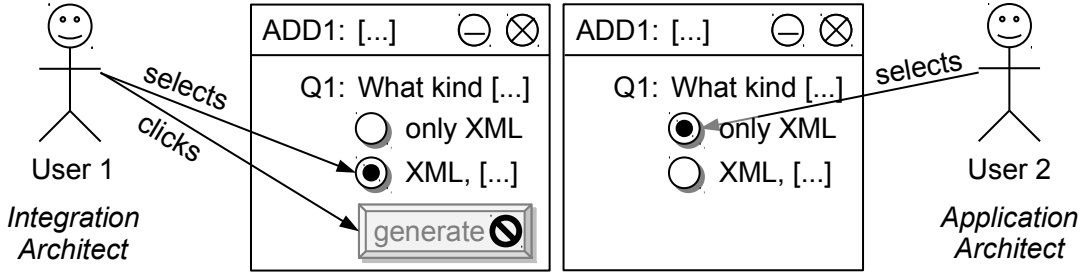 ADD1: [...]
Q1: What kind [...]
only XML
XML, [...]
generate
selects
clicks
User 1
Integration
Architect
ADD1: [...]
Q1: What kind [...]
only XML
XML, [...]
selects
User 2
Application
Architect